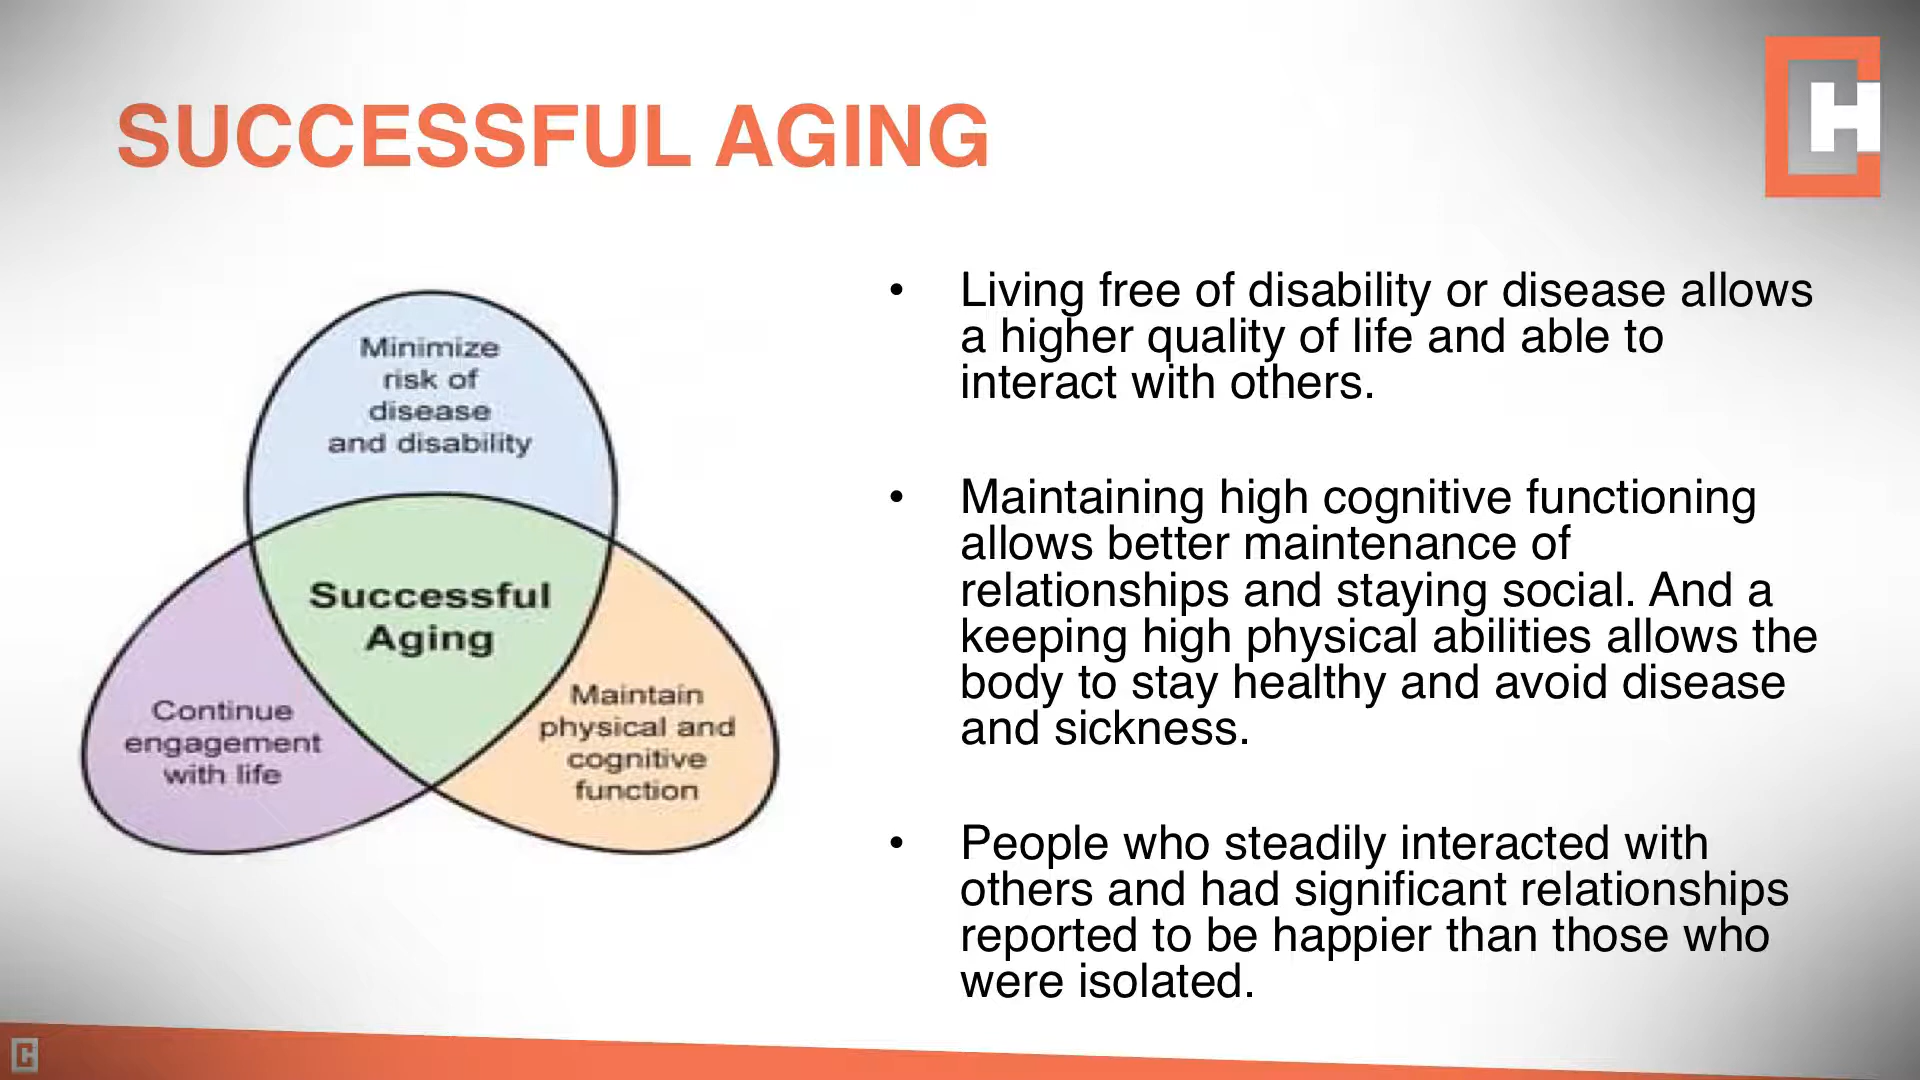 SUCCESSFUL AGING
CH
Minimize
risk of
disease
and disability
Successful
Aging
Continue
engagement
with life
Maintain
physical and
cognitive
function
• Living free of disability or disease allows
a higher quality of life and able to
interact with others.
• Maintaining high cognitive functioning
allows better maintenance of
relationships and staying social. And a
keeping high physical abilities allows the
body to stay healthy and avoid disease
and sickness.
• People who steadily interacted with
others and had significant relationships
reported to be happier than those who
were isolated.
CH